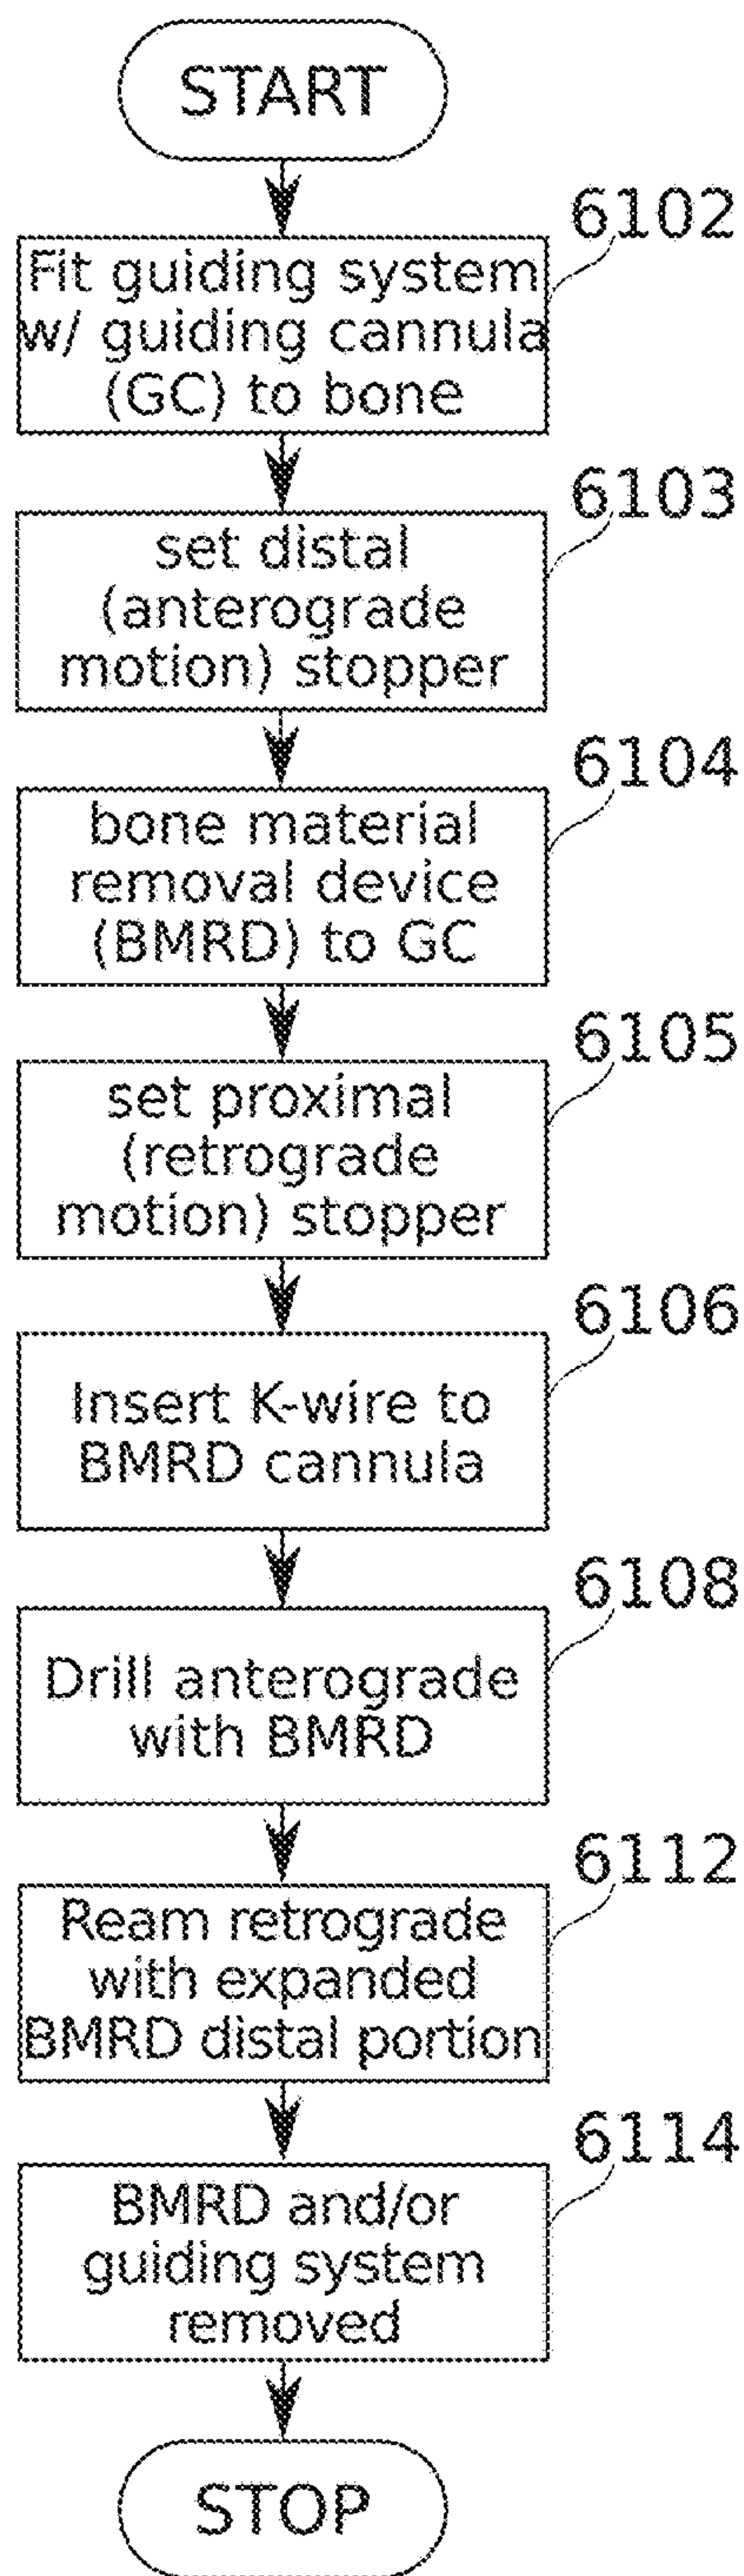 START
6102
Fit guiding system
w/ guiding cannula
(GC) to bone
6103
set distal
(anterograde
motion) stopper
6104
bone material
removal device
(BMRD) to GC
6105
set proximal
(retrograde
motion) stopper
6106
Insert K-wire to
BMRD cannula
6108
Drill anterograde
with BMRD
6112
Ream retrograde
with expanded
BMRD distal portion
6114
BMRD and/or
guiding system
removed
STOP